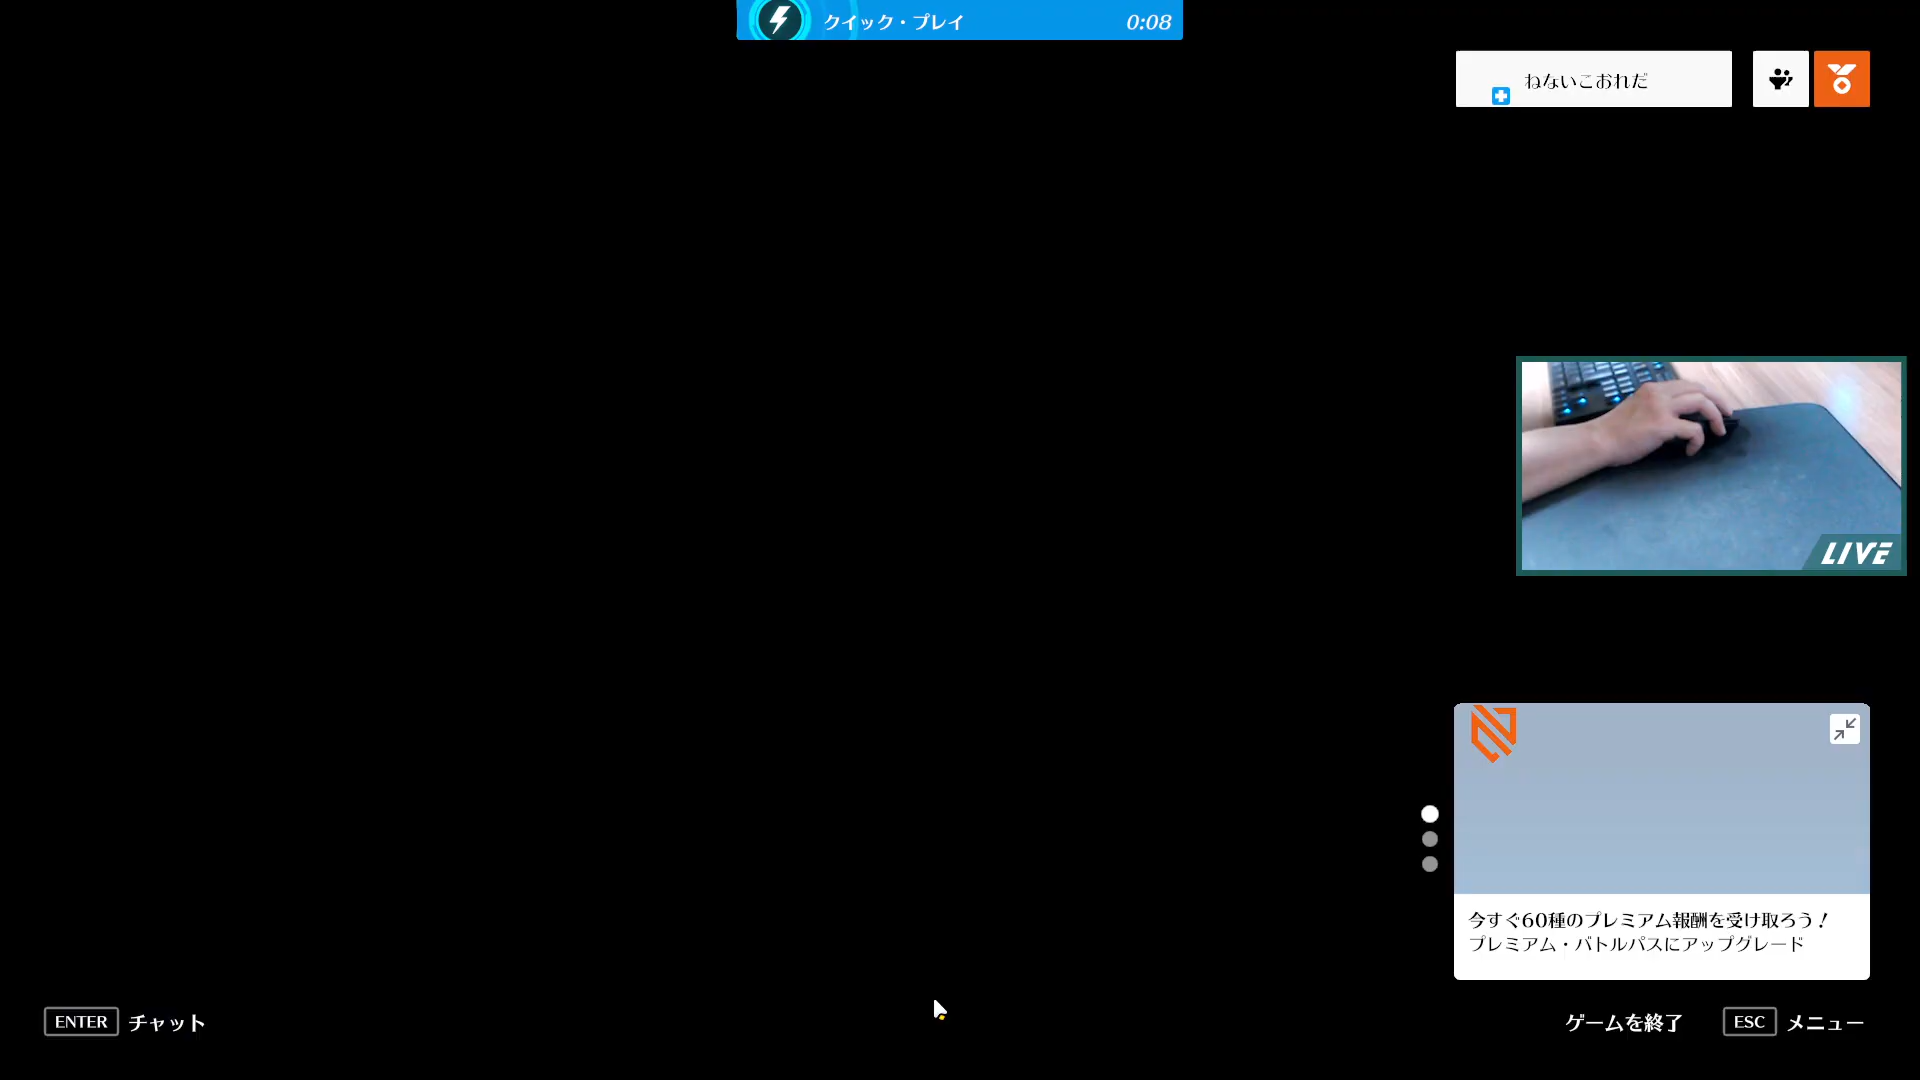 クイック・プレイ 0:08
ねないこおれだ
LIVE
今すぐ60種のプレミアム報酬を受け取ろう!
プレミアム・バトルパスにアップグレード
ENTER チャット
ゲームを終了 ESC メニュー